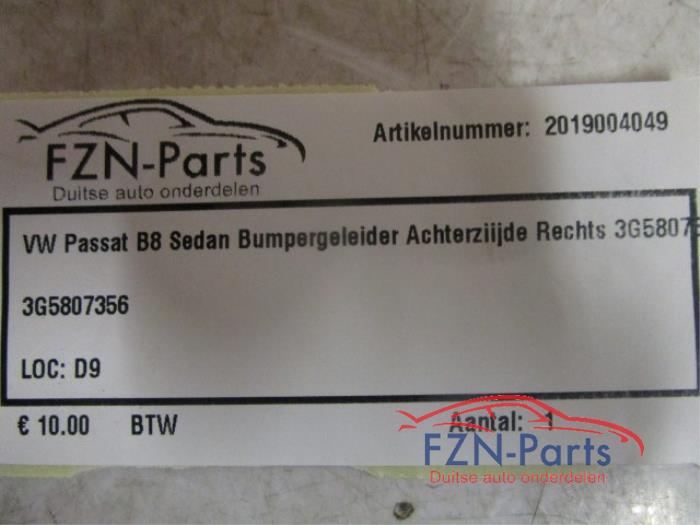 FZN-Parts
Duitse auto onderdelen
Artikelnummer: 2019004049
VW Passat B8 Sedan Bumpergeleider Achterziijde Rechts 3G5807
3G5807356
LOC: D9
€ 10.00 BTW Aantal: 1
FZN-Parts
Duitse auto onderdelen